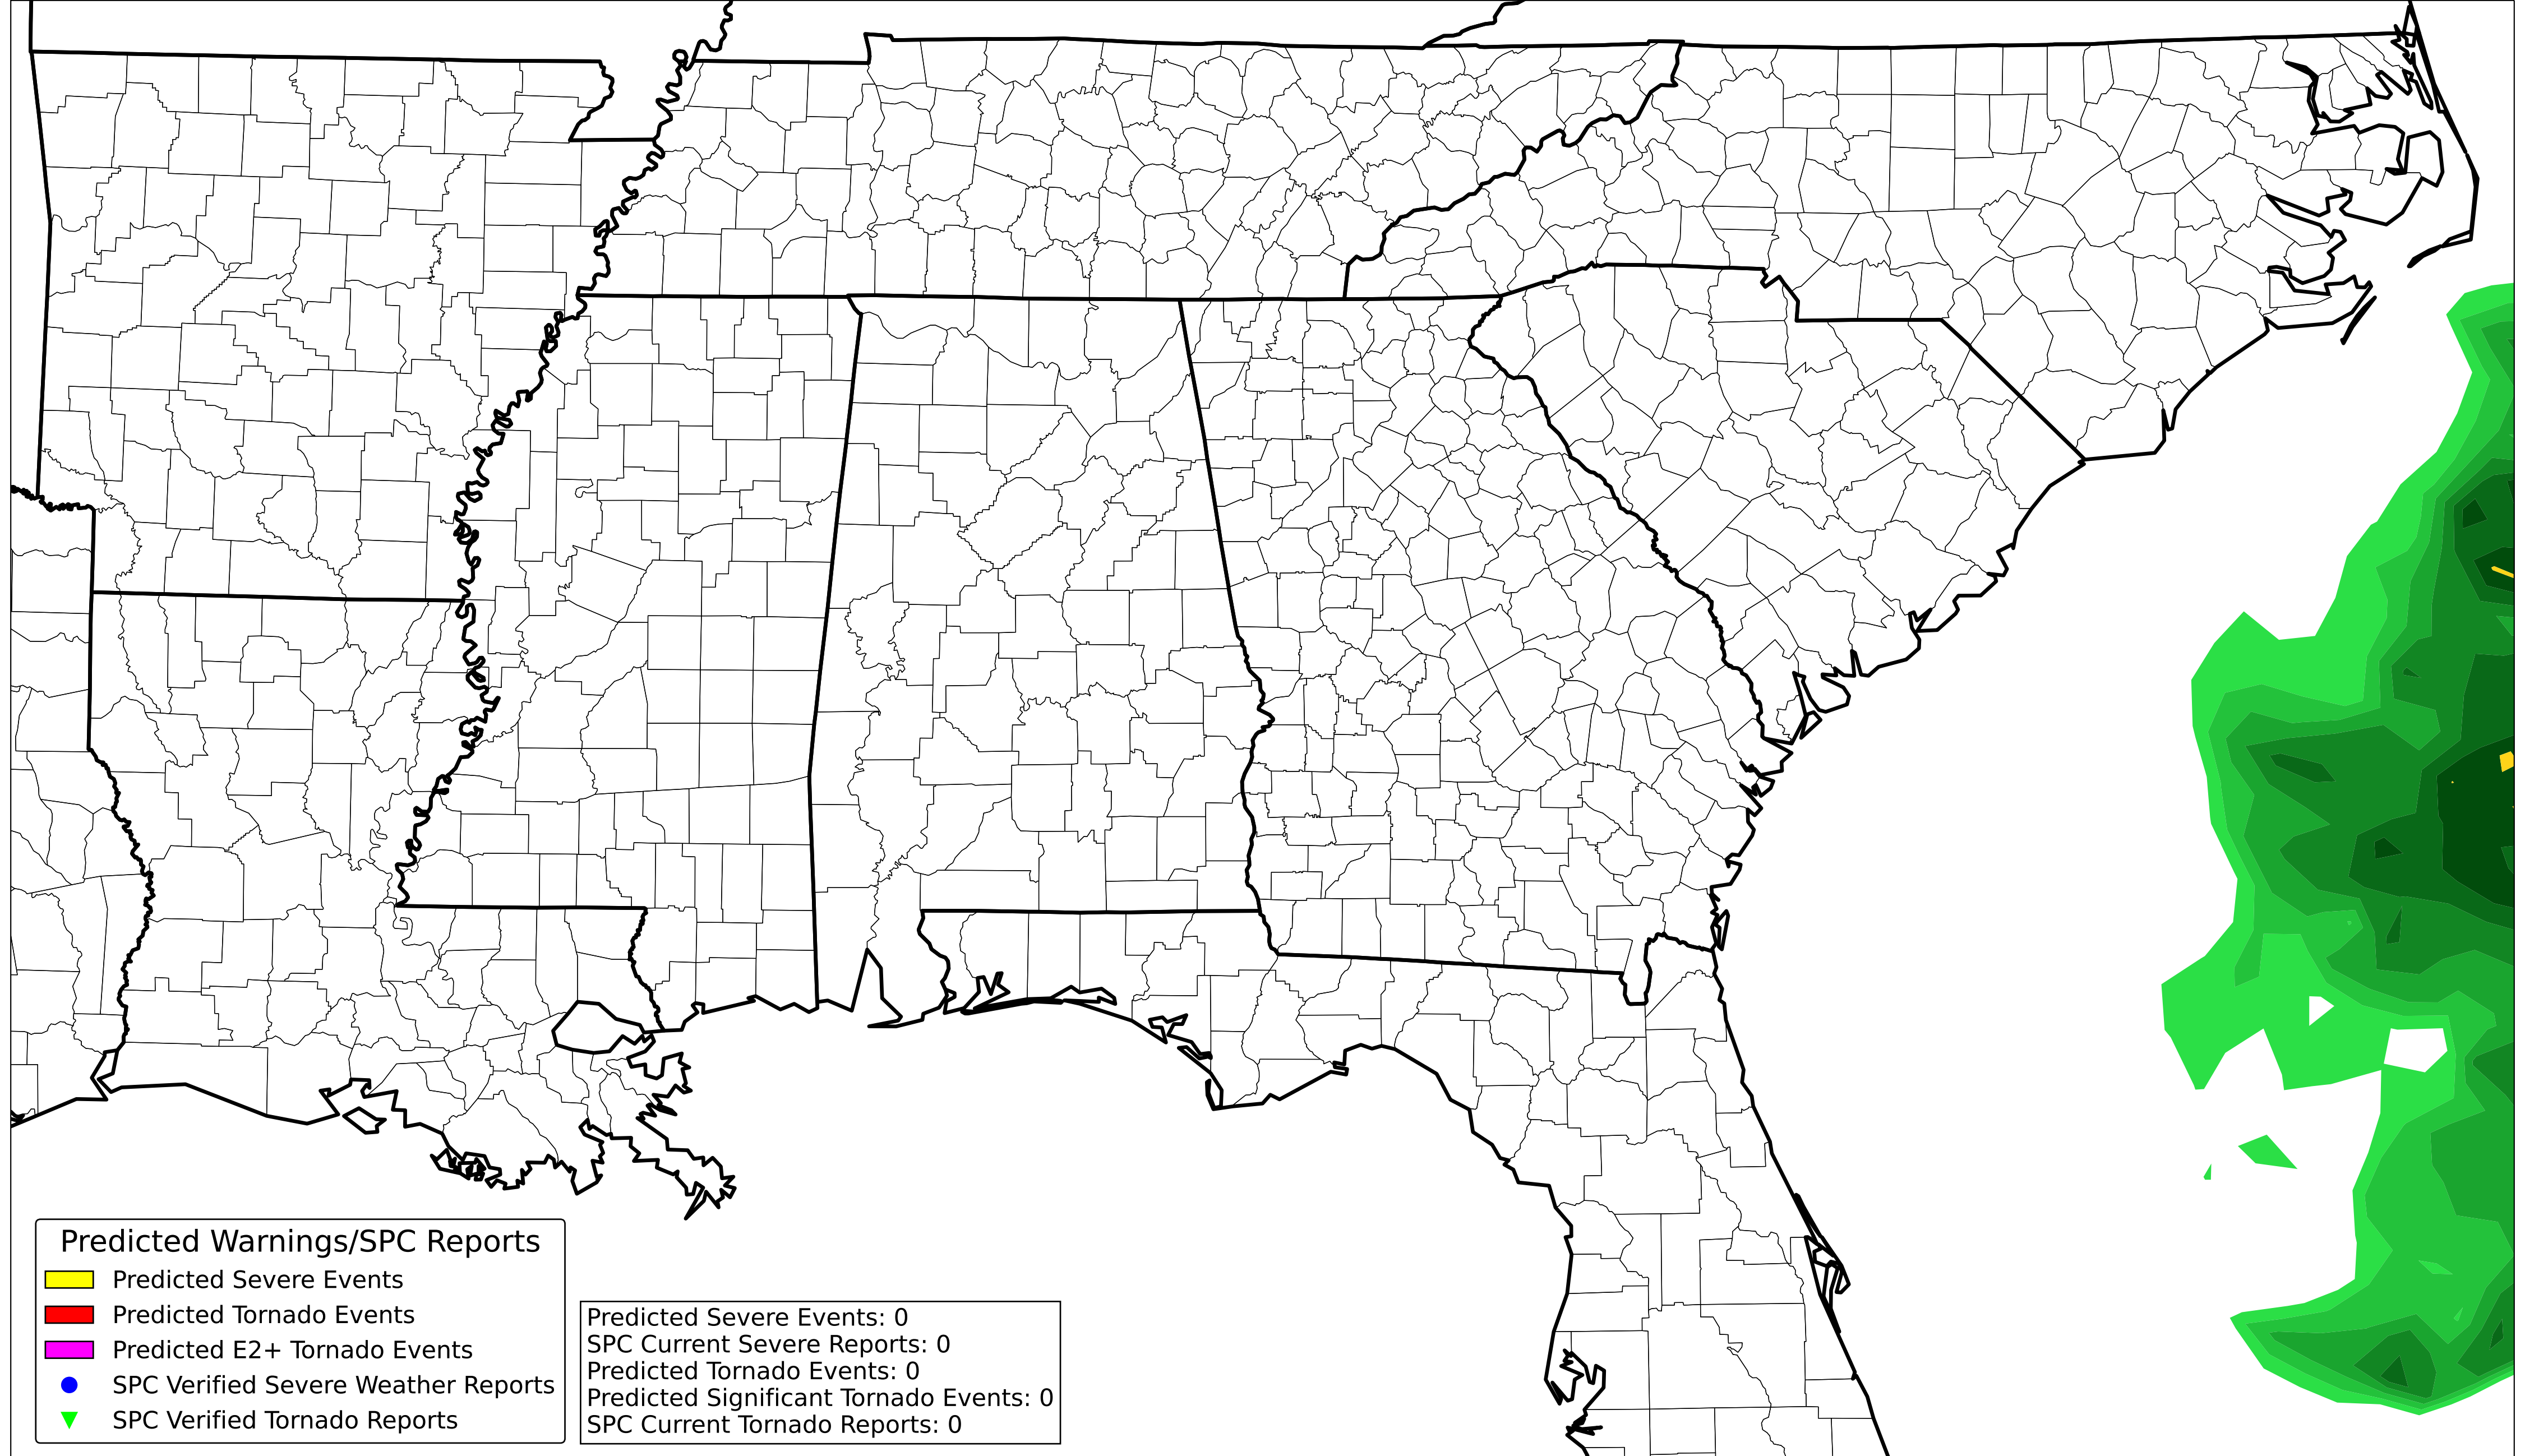 Predicted Warnings/SPC Reports
Predicted Severe Events
Predicted Tornado Events
Predicted E2+ Tornado Events
SPC Verified Severe Weather Reports
SPC Verified Tornado Reports
Predicted Severe Events: 0
SPC Current Severe Reports: 0
Predicted Tornado Events: 0
Predicted Significant Tornado Events: 0
SPC Current Tornado Reports: 0